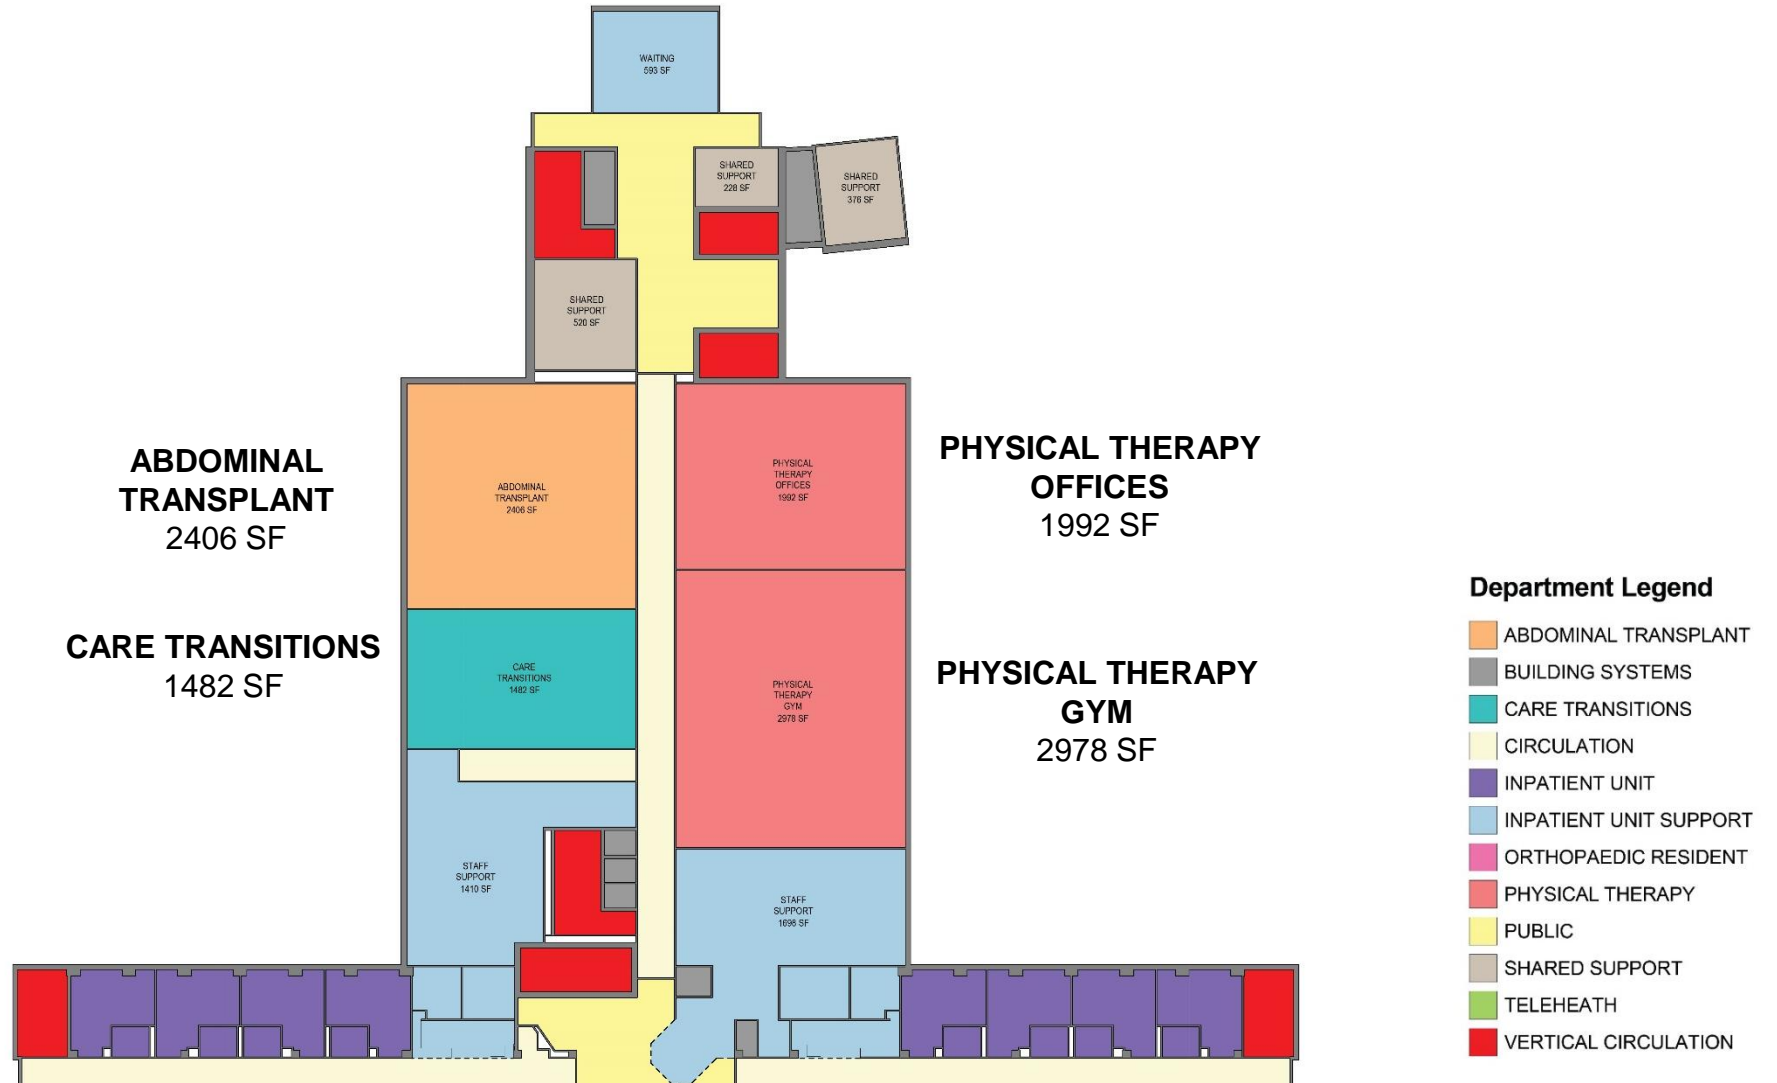 WAITING
593 SF
SHARED
SUPPORT
228 SF
SHARED
SUPPORT
376 SF
SHARED
SUPPORT
520 SF
ABDOMINAL
TRANSPLANT
2406 SF
ABDOMINAL
TRANSPLANT
2406 SF
PHYSICAL
THERAPY
OFFICES
1992 SF
PHYSICAL THERAPY
OFFICES
1992 SF
CARE TRANSITIONS
1482 SF
CARE
TRANSITIONS
1482 SF
PHYSICAL
THERAPY
GYM
2978 SF
PHYSICAL THERAPY
GYM
2978 SF
STAFF
SUPPORT
1410 SF
STAFF
SUPPORT
1698 SF
Department Legend
ABDOMINAL TRANSPLANT
BUILDING SYSTEMS
CARE TRANSITIONS
CIRCULATION
INPATIENT UNIT
INPATIENT UNIT SUPPORT
ORTHOPAEDIC RESIDENT
PHYSICAL THERAPY
PUBLIC
SHARED SUPPORT
TELEHEATH
VERTICAL CIRCULATION